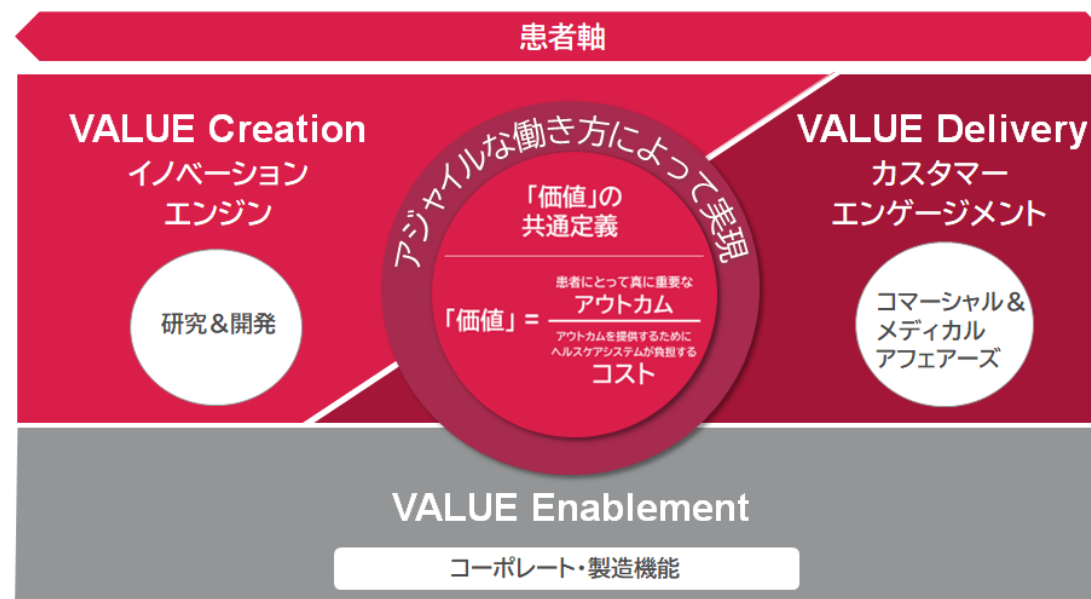 患者軸
VALUE Creation
イノベーション
エンジン
研究&開発
アジャイルな働き方によって実現
「価値」の
共通定義
「価値」=
患者にとって真に重要な
アウトカム
アウトカムを提供するために
ヘルスケアシステムが負担する
コスト
VALUE Delivery
カスタマー
エンゲージメント
コマーシャル&
メディカル
アフェアーズ
VALUE Enablement
コーポレート・製造機能